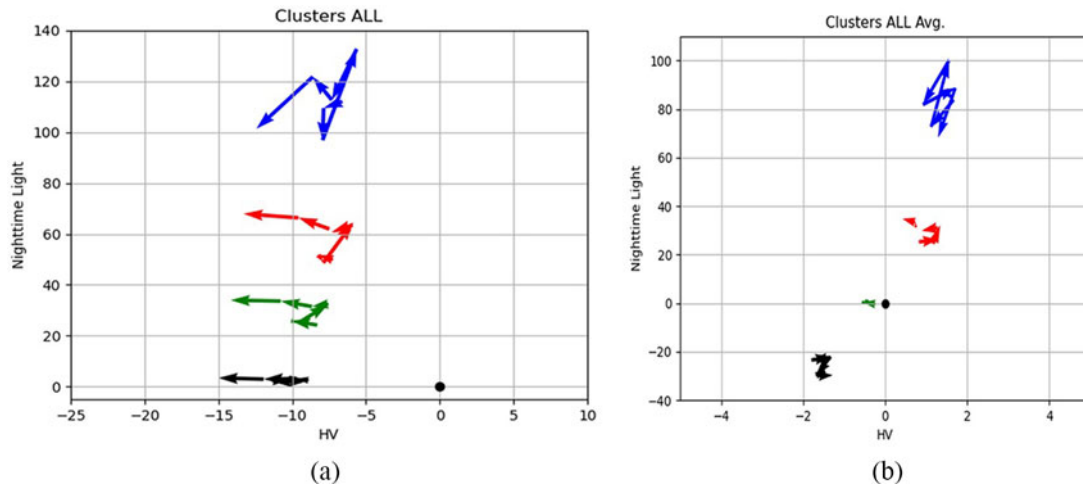 Clusters ALL
140
120
100
80
60
40
20
0
Nighttime Light
−25 −20 −15 −10 −5 0 5 10
HV
(a)
Clusters ALL Avg.
100
80
60
40
20
0
−20
−40
Nighttime Light
−4 −2 0 2 4
HV
(b)